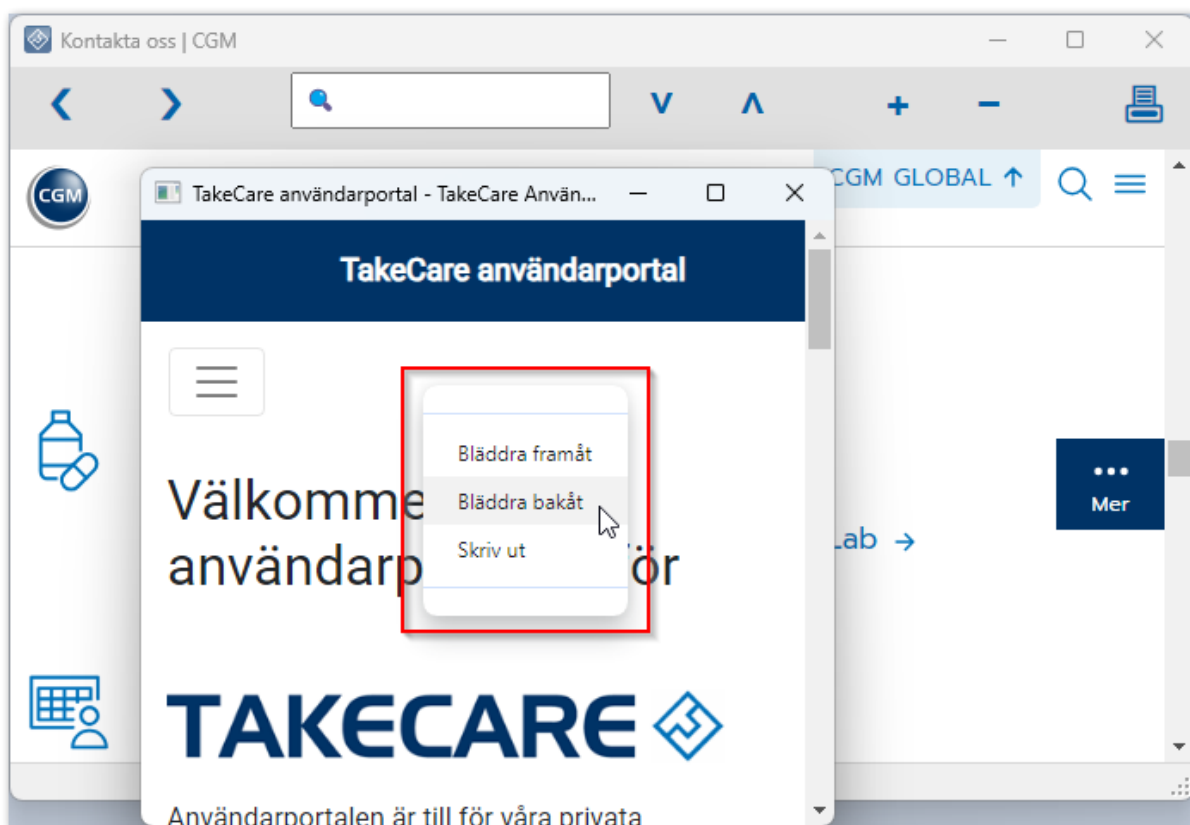 Kontakta oss | CGM
+ −
CGM
CGM GLOBAL ↑
TakeCare användarportal - TakeCare Använ...
TakeCare användarportal
Bläddra framåt
Bläddra bakåt
Skriv ut
Välkomme
användarp ör
Mer
Lab →
TAKECARE
Användarportalen är till för våra privata